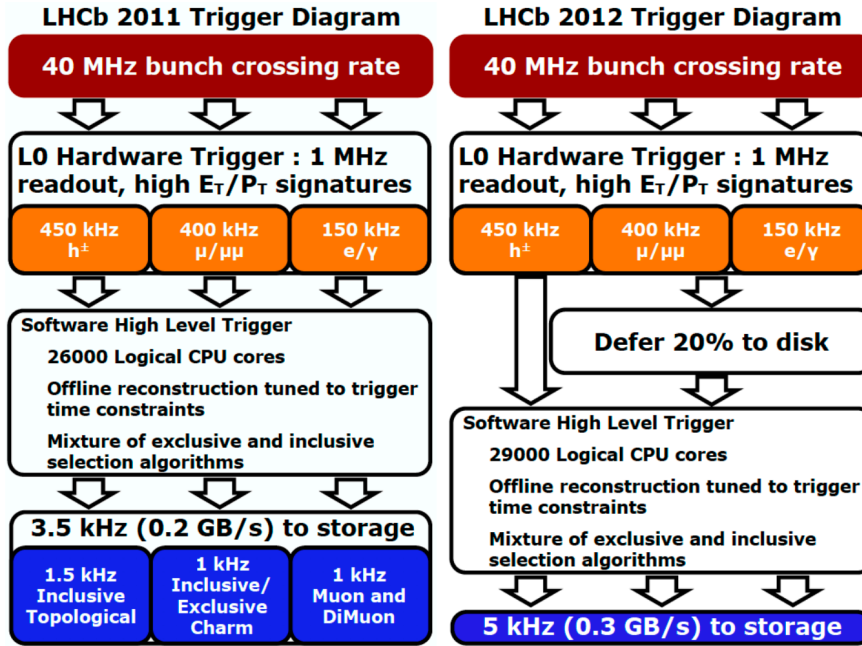 LHCb 2011 Trigger Diagram
40 MHz bunch crossing rate
L0 Hardware Trigger : 1 MHz
readout, high E_T/P_T signatures
450 kHz
h±
400 kHz
μ/μμ
150 kHz
e/γ
Software High Level Trigger
26000 Logical CPU cores
Offline reconstruction tuned to trigger
time constraints
Mixture of exclusive and inclusive
selection algorithms
3.5 kHz (0.2 GB/s) to storage
1.5 kHz
Inclusive
Topological
1 kHz
Inclusive/
Exclusive
Charm
1 kHz
Muon and
DiMuon
LHCb 2012 Trigger Diagram
40 MHz bunch crossing rate
L0 Hardware Trigger : 1 MHz
readout, high E_T/P_T signatures
450 kHz
h±
400 kHz
μ/μμ
150 kHz
e/γ
Defer 20% to disk
Software High Level Trigger
29000 Logical CPU cores
Offline reconstruction tuned to trigger
time constraints
Mixture of exclusive and inclusive
selection algorithms
5 kHz (0.3 GB/s) to storage